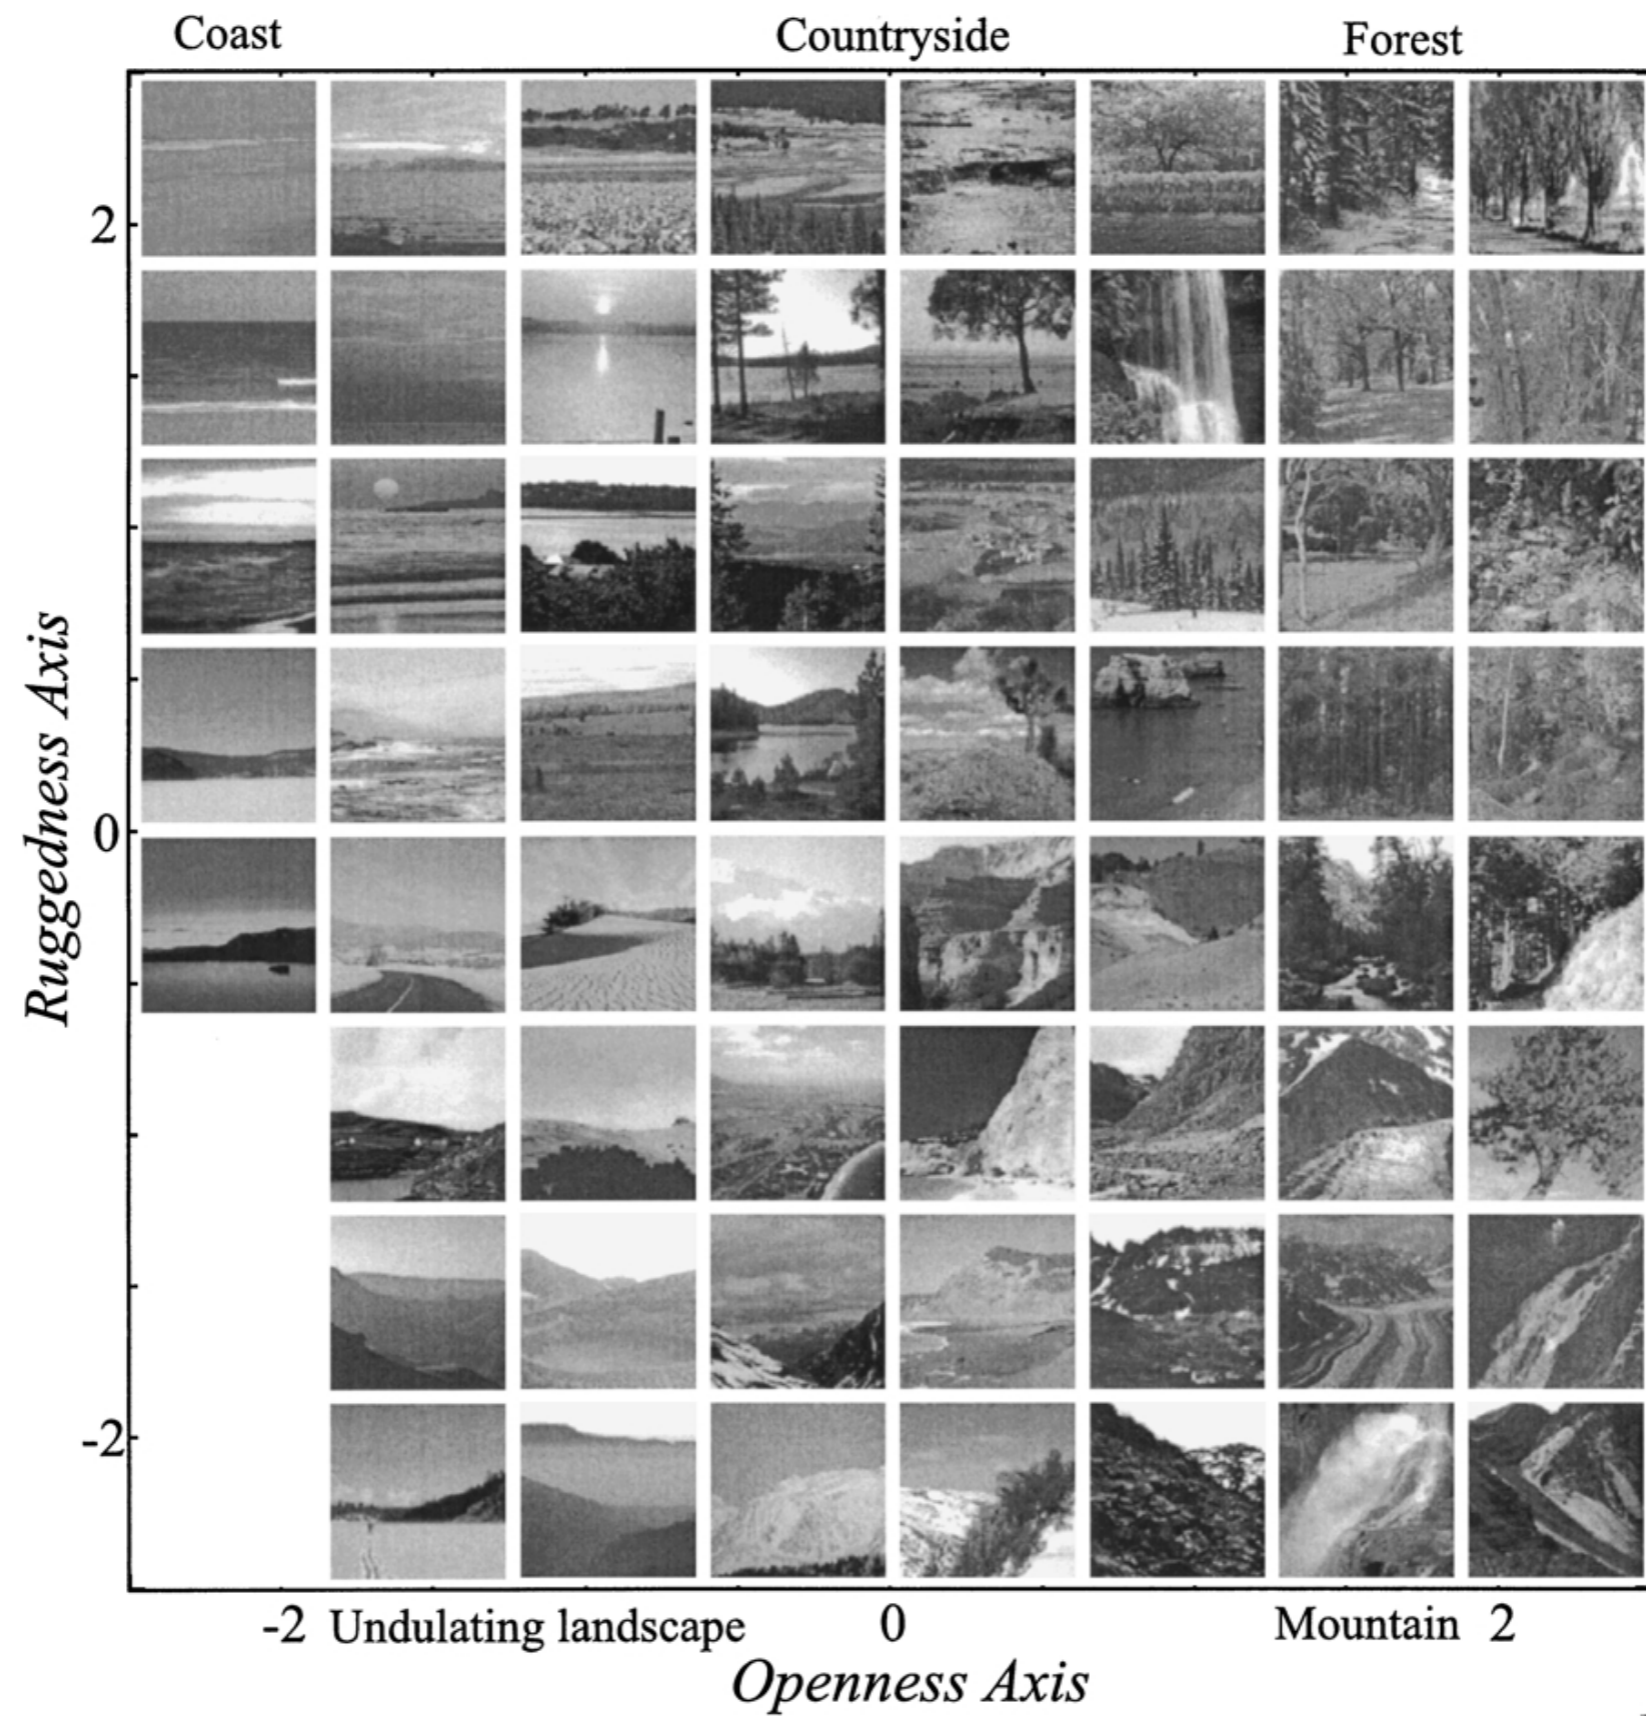 Coast Countryside Forest
2
Ruggedness Axis
0
-2
-2 Undulating landscape 0 Mountain 2
Openness Axis